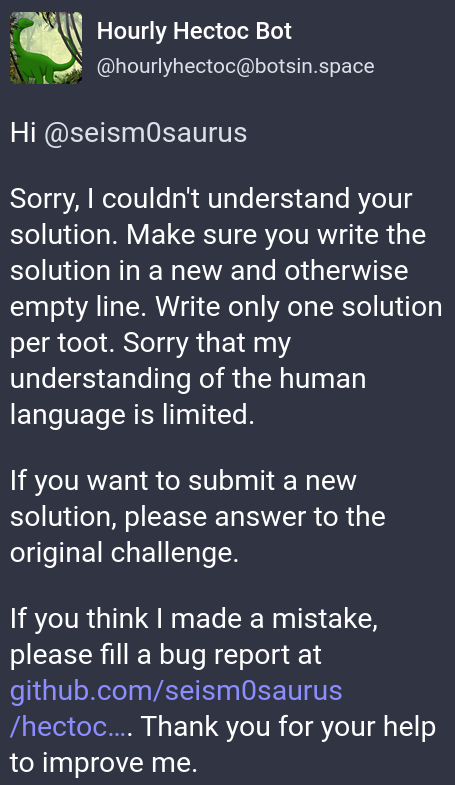 Hourly Hectoc Bot
@hourlyhectoc@botsin.space
Hi @seism0saurus
Sorry, I couldn't understand your
solution. Make sure you write the
solution in a new and otherwise
empty line. Write only one solution
per toot. Sorry that my
understanding of the human
language is limited.
If you want to submit a new
solution, please answer to the
original challenge.
If you think I made a mistake,
please fill a bug report at
github.com/seism0saurus
/hectoc.... Thank you for your help
to improve me.